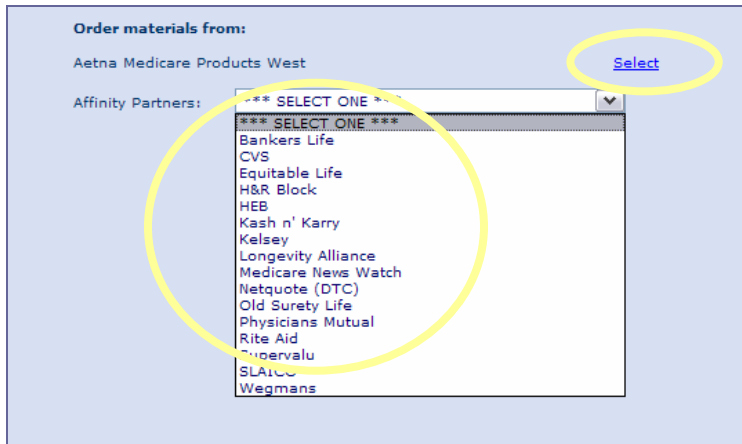 Order materials from:
Aetna Medicare Products West Select
Affinity Partners: *** SELECT ONE ***
*** SELECT ONE ***
Bankers Life
CVS
Equitable Life
H&R Block
HEB
Kash n' Karry
Kelsey
Longevity Alliance
Medicare News Watch
Netquote (DTC)
Old Surety Life
Physicians Mutual
Rite Aid
Supervalu
SLAICO
Wegmans